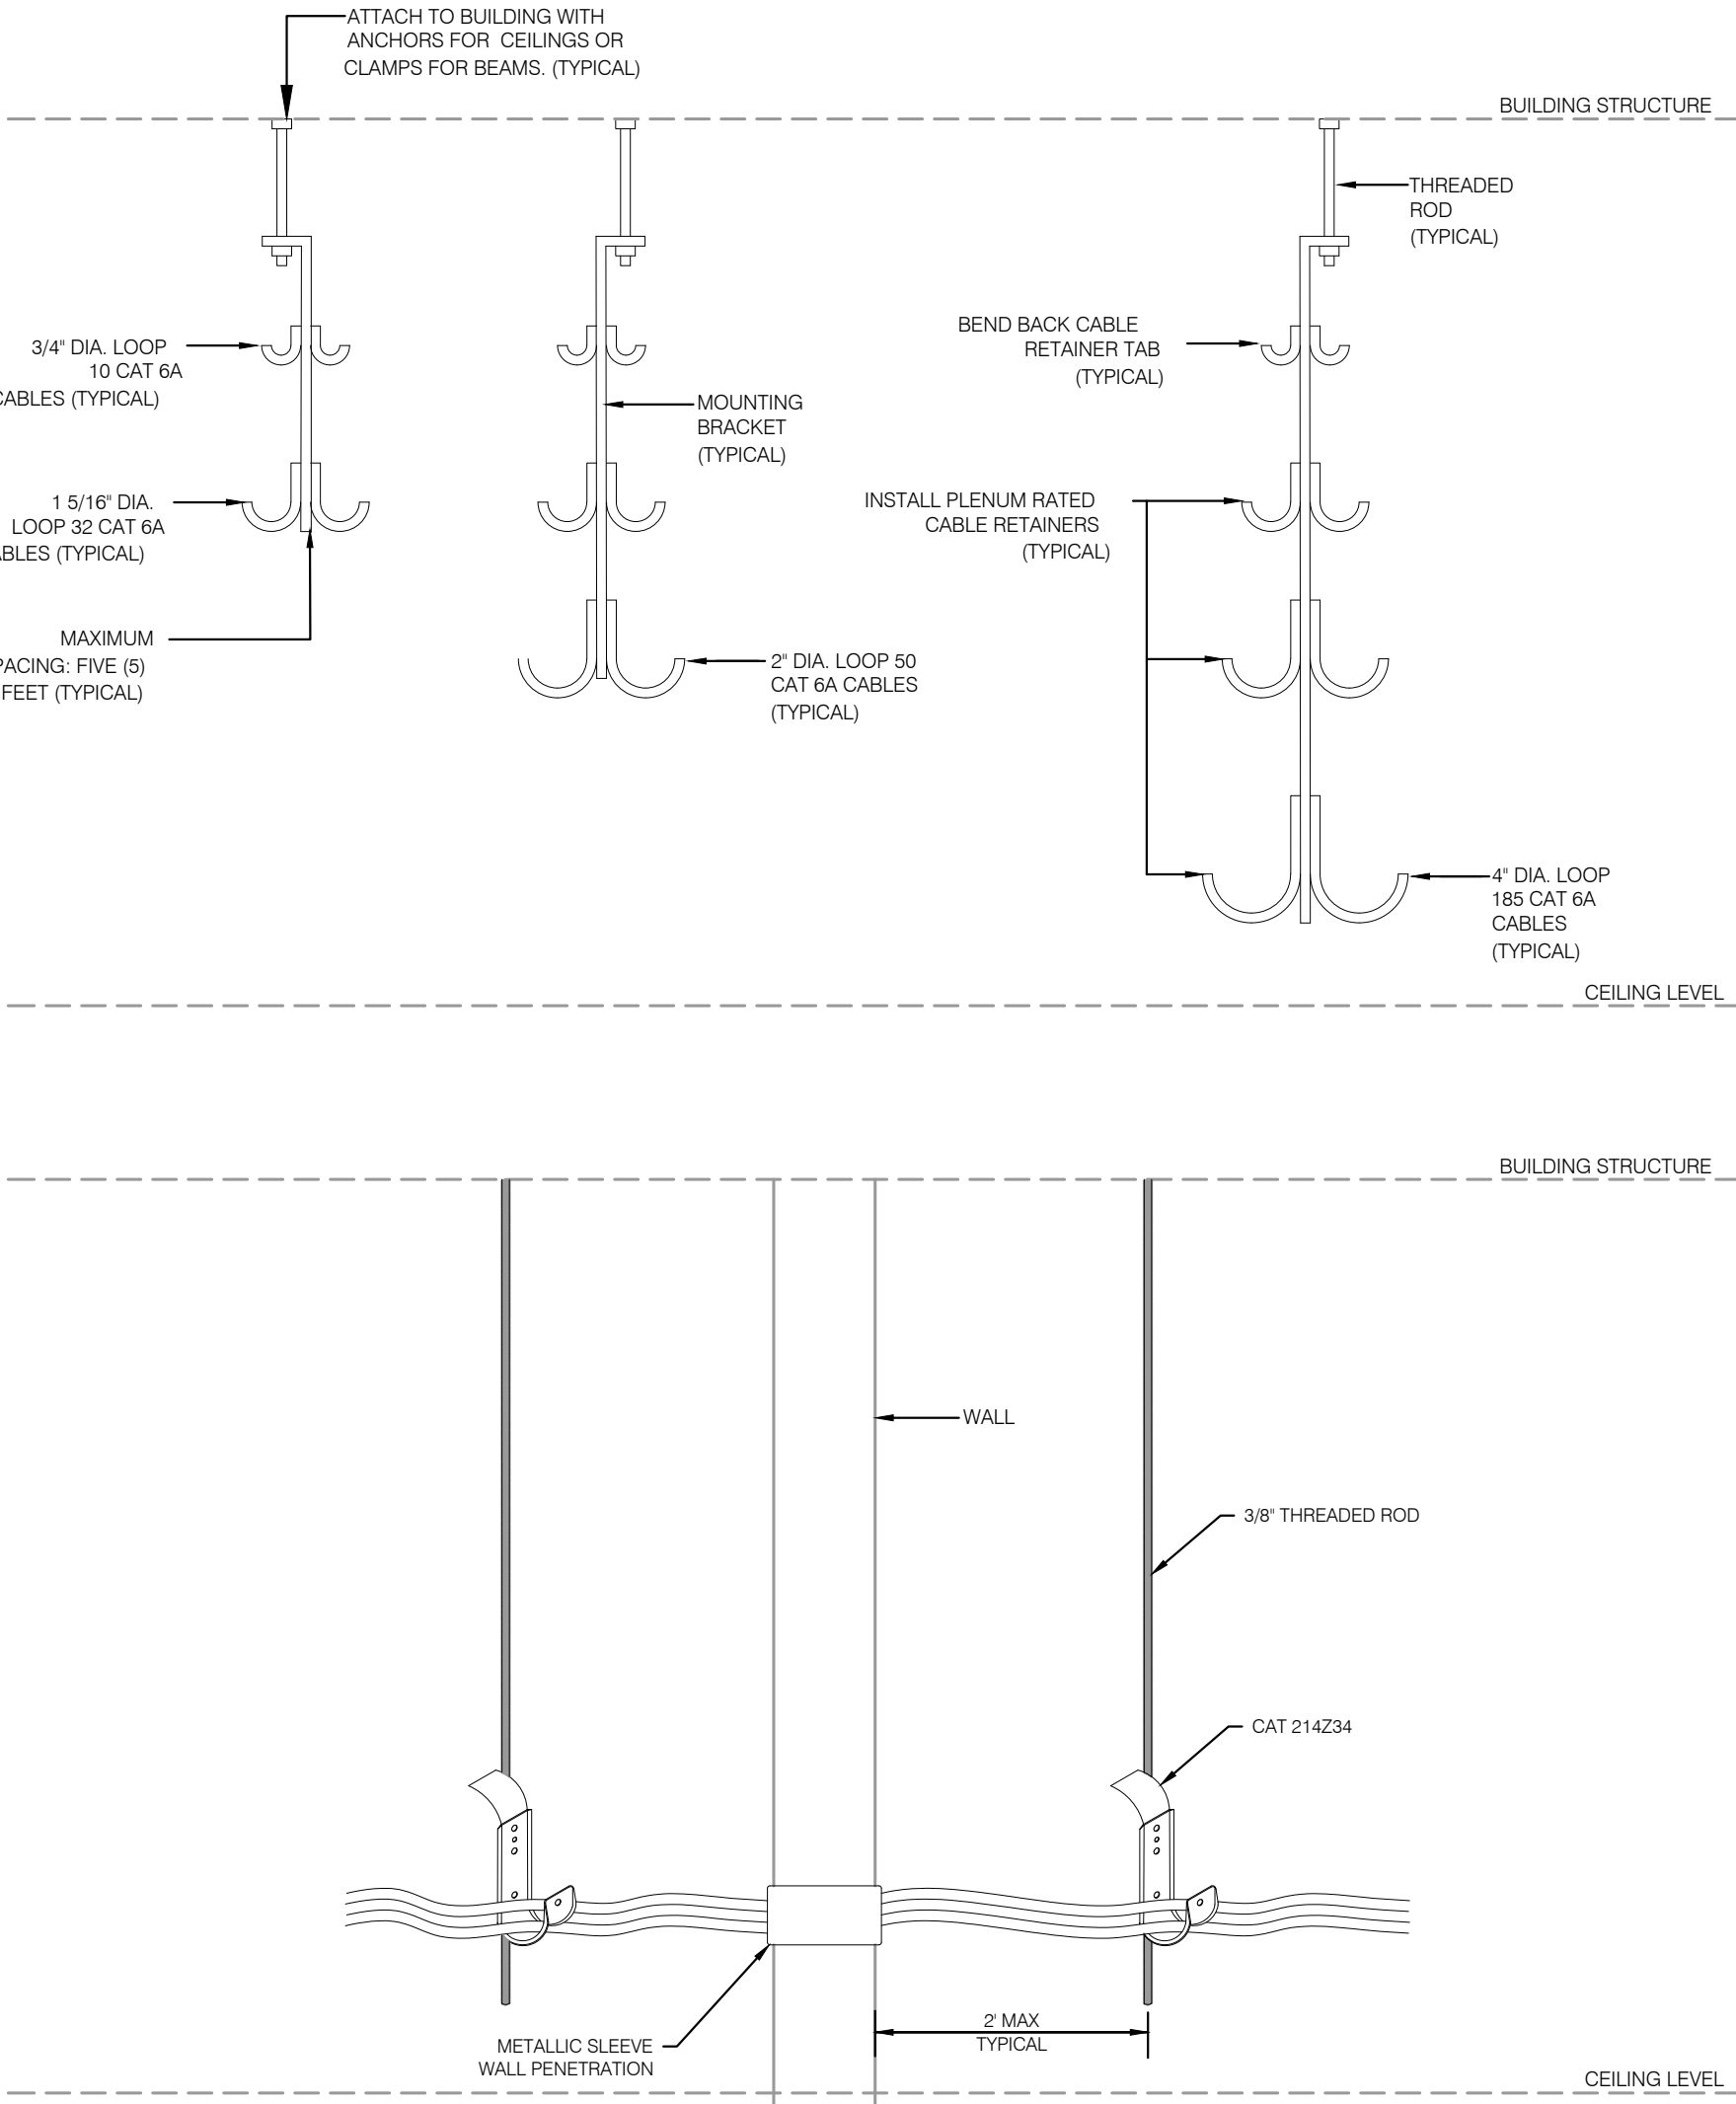 ATTACH TO BUILDING WITH
ANCHORS FOR CEILINGS OR
CLAMPS FOR BEAMS. (TYPICAL)
BUILDING STRUCTURE
THREADED
ROD
(TYPICAL)
3/4" DIA. LOOP
10 CAT 6A
CABLES (TYPICAL)
BEND BACK CABLE
RETAINER TAB
(TYPICAL)
MOUNTING
BRACKET
(TYPICAL)
1 5/16" DIA.
LOOP 32 CAT 6A
ABLES (TYPICAL)
INSTALL PLENUM RATED
CABLE RETAINERS
(TYPICAL)
MAXIMUM
PACING: FIVE (5)
FEET (TYPICAL)
2" DIA. LOOP 50
CAT 6A CABLES
(TYPICAL)
4" DIA. LOOP
185 CAT 6A
CABLES
(TYPICAL)
CEILING LEVEL
BUILDING STRUCTURE
WALL
3/8" THREADED ROD
CAT 214Z34
METALLIC SLEEVE
WALL PENETRATION
2' MAX
TYPICAL
CEILING LEVEL